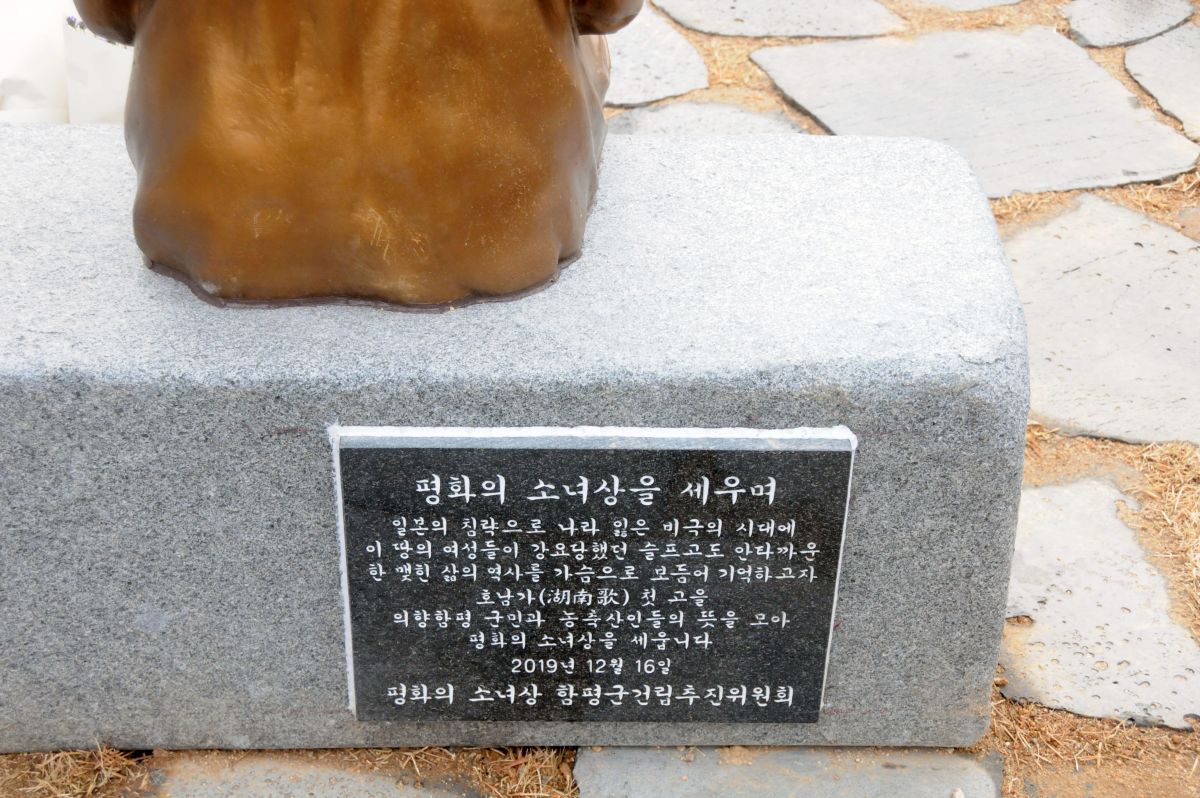 평화의 소녀상을 세우며
일본의 침략으로 나라 잃은 비극의 시대에
이 땅의 여성들이 강요당했던 슬프고도 안타까운
한 맺힌 삶의 역사를 가슴으로 모듬어 기억하고자
호남가(湖南歌) 첫 고을
의향함평 군민과 농축산인들의 뜻을 모아
평화의 소녀상을 세웁니다
2019년 12월 16일
평화의 소녀상 함평군건립추진위원회